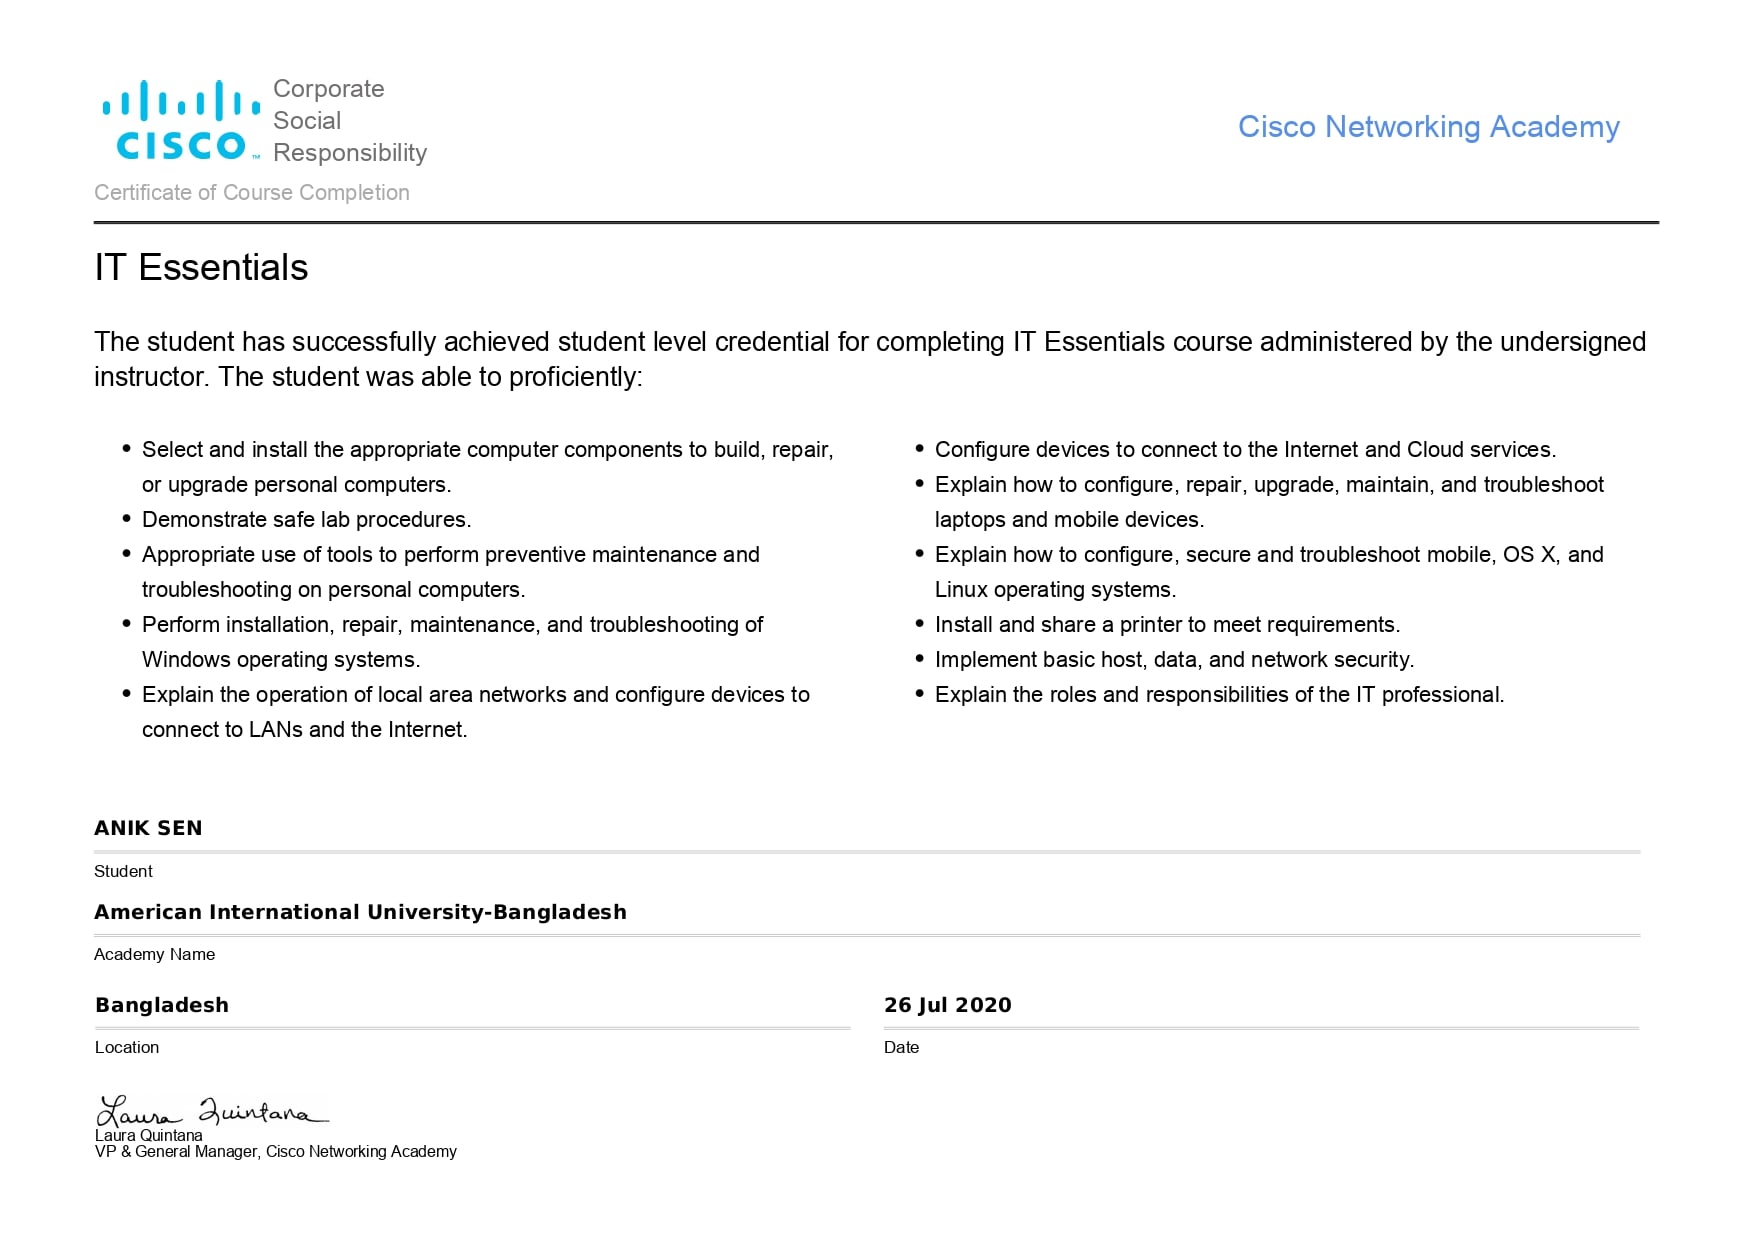 CISCO™
Corporate
Social
Responsibility
Cisco Networking Academy
Certificate of Course Completion
IT Essentials
The student has successfully achieved student level credential for completing IT Essentials course administered by the undersigned
instructor. The student was able to proficiently:
• Select and install the appropriate computer components to build, repair,
or upgrade personal computers.
• Demonstrate safe lab procedures.
• Appropriate use of tools to perform preventive maintenance and
troubleshooting on personal computers.
• Perform installation, repair, maintenance, and troubleshooting of
Windows operating systems.
• Explain the operation of local area networks and configure devices to
connect to LANs and the Internet.
• Configure devices to connect to the Internet and Cloud services.
• Explain how to configure, repair, upgrade, maintain, and troubleshoot
laptops and mobile devices.
• Explain how to configure, secure and troubleshoot mobile, OS X, and
Linux operating systems.
• Install and share a printer to meet requirements.
• Implement basic host, data, and network security.
• Explain the roles and responsibilities of the IT professional.
ANIK SEN
Student
American International University-Bangladesh
Academy Name
Bangladesh
Location
26 Jul 2020
Date
Laura Quintana
Laura Quintana
VP & General Manager, Cisco Networking Academy